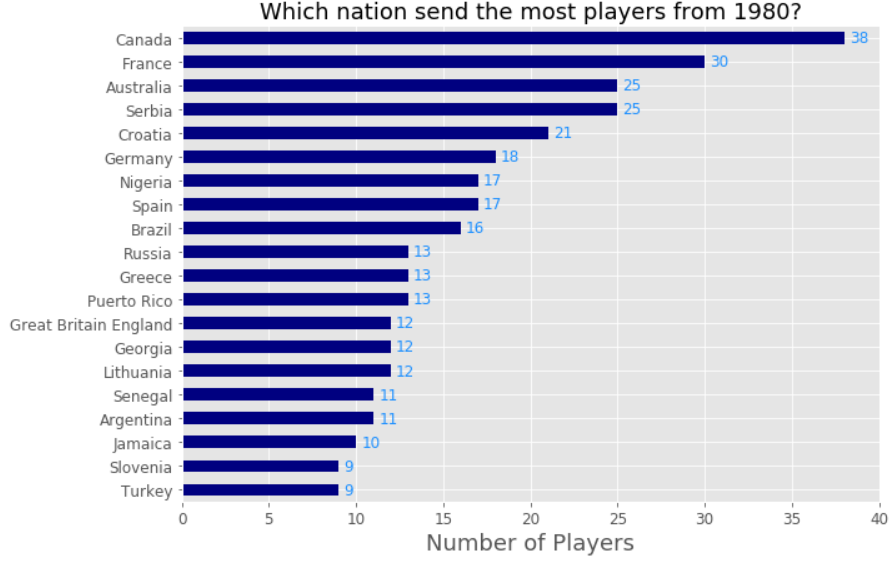 Which nation send the most players from 1980?
Canada 38
France 30
Australia 25
Serbia 25
Croatia 21
Germany 18
Nigeria 17
Spain 17
Brazil 16
Russia 13
Greece 13
Puerto Rico 13
Great Britain England 12
Georgia 12
Lithuania 12
Senegal 11
Argentina 11
Jamaica 10
Slovenia 9
Turkey 9
0 5 10 15 20 25 30 35 40
Number of Players